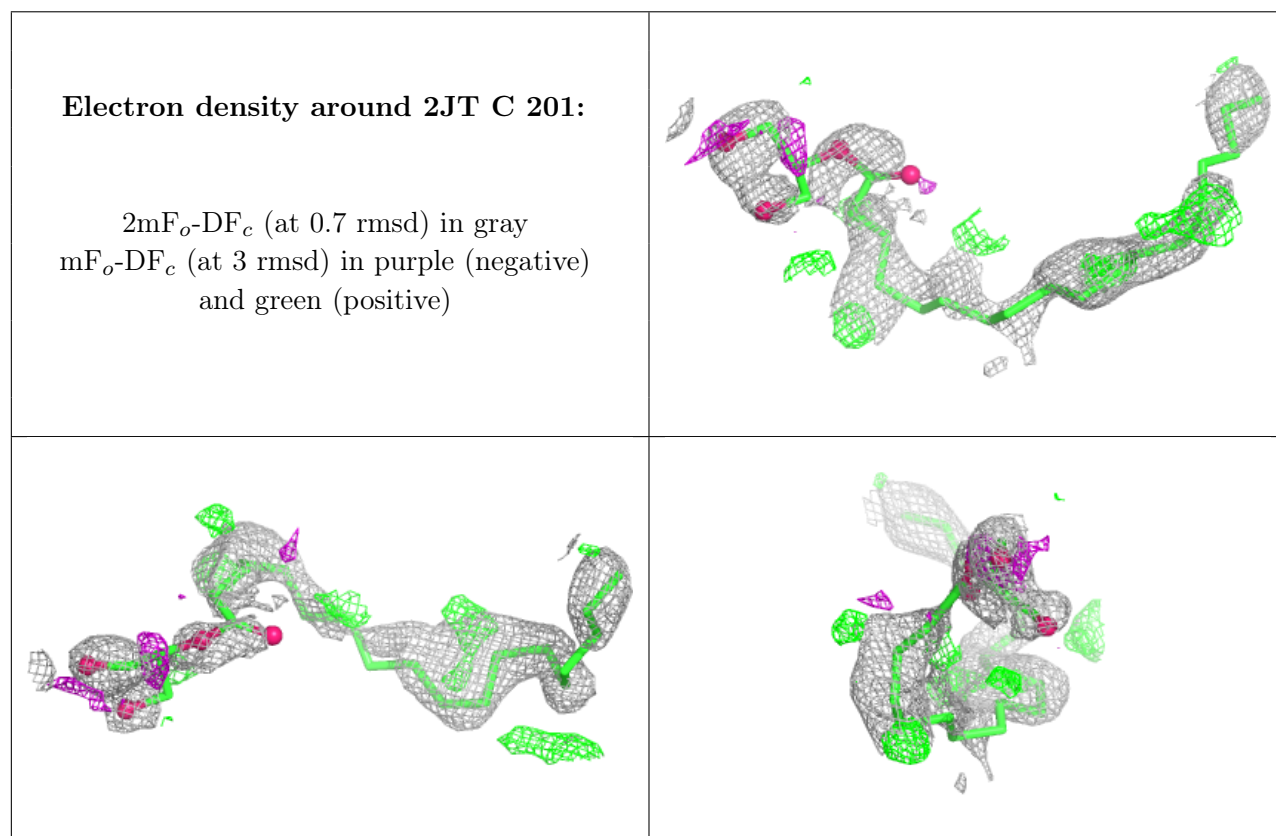 Electron density around 2JT C 201:
2mFo-DFc (at 0.7 rmsd) in gray
mFo-DFc (at 3 rmsd) in purple (negative)
and green (positive)